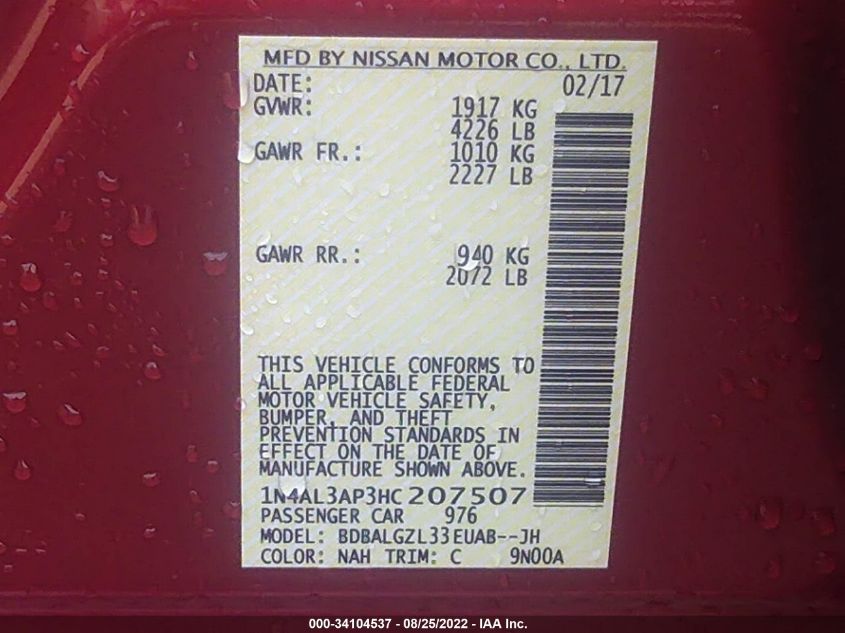 MFD BY NISSAN MOTOR CO., LTD.
DATE: 02/17
GVWR: 1917 KG
4226 LB
GAWR FR.: 1010 KG
2227 LB
GAWR RR.: 940 KG
2072 LB
THIS VEHICLE CONFORMS TO
ALL APPLICABLE FEDERAL
MOTOR VEHICLE SAFETY,
BUMPER, AND THEFT
PREVENTION STANDARDS IN
EFFECT ON THE DATE OF
MANUFACTURE SHOWN ABOVE.
1N4AL3AP3HC207507
PASSENGER CAR 976
MODEL: BDBALGZL33EUAB--JH
COLOR: NAH TRIM: C 9N00A
000-34104537 - 08/25/2022 - IAA Inc.